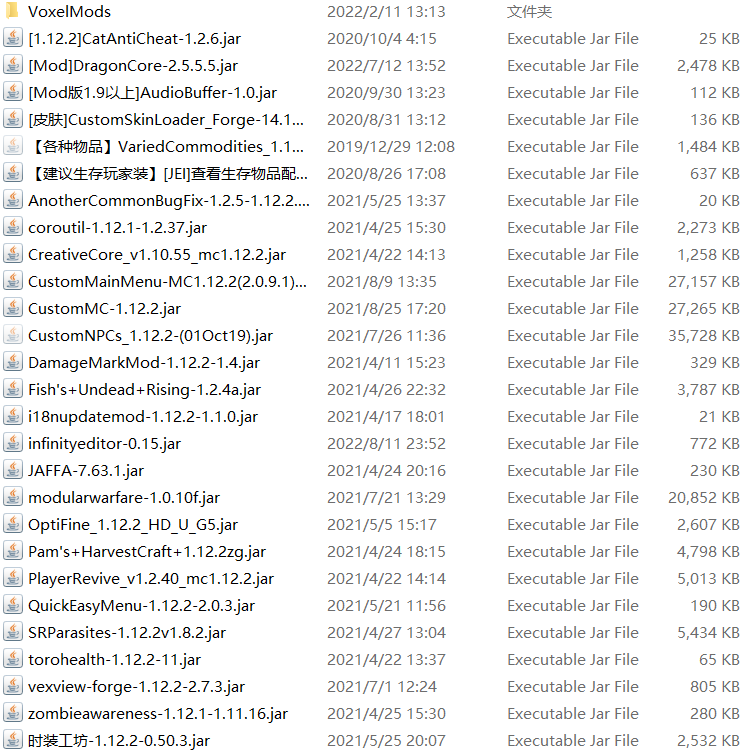 VoxelMods 2022/2/11 13:13 文件夹
[1.12.2]CatAntiCheat-1.2.6.jar 2020/10/4 4:15 Executable Jar File 25 KB
[Mod]DragonCore-2.5.5.5.jar 2022/7/12 13:52 Executable Jar File 2,478 KB
[Mod版1.9以上]AudioBuffer-1.0.jar 2020/9/30 13:23 Executable Jar File 112 KB
[皮肤]CustomSkinLoader_Forge-14.1... 2020/8/31 13:12 Executable Jar File 136 KB
【各种物品】VariedCommodities_1.1... 2019/12/29 12:08 Executable Jar File 1,484 KB
【建议生存玩家装】[JEI]查看生存物品配... 2020/8/26 17:08 Executable Jar File 637 KB
AnotherCommonBugFix-1.2.5-1.12.2.... 2021/5/25 13:37 Executable Jar File 20 KB
coroutil-1.12.1-1.2.37.jar 2021/4/25 15:30 Executable Jar File 2,273 KB
CreativeCore_v1.10.55_mc1.12.2.jar 2021/4/22 14:13 Executable Jar File 1,258 KB
CustomMainMenu-MC1.12.2(2.0.9.1)... 2021/8/9 13:35 Executable Jar File 27,157 KB
CustomMC-1.12.2.jar 2021/8/25 17:20 Executable Jar File 27,265 KB
CustomNPCs_1.12.2-(01Oct19).jar 2021/7/26 11:36 Executable Jar File 35,728 KB
DamageMarkMod-1.12.2-1.4.jar 2021/4/11 15:23 Executable Jar File 329 KB
Fish's+Undead+Rising-1.2.4a.jar 2021/4/26 22:32 Executable Jar File 3,787 KB
i18nupdatemod-1.12.2-1.1.0.jar 2021/4/17 18:01 Executable Jar File 21 KB
infinityeditor-0.15.jar 2022/8/11 23:52 Executable Jar File 772 KB
JAFFA-7.63.1.jar 2021/4/24 20:16 Executable Jar File 230 KB
modularwarfare-1.0.10f.jar 2021/7/21 13:29 Executable Jar File 20,852 KB
OptiFine_1.12.2_HD_U_G5.jar 2021/5/5 15:17 Executable Jar File 2,607 KB
Pam's+HarvestCraft+1.12.2zg.jar 2021/4/24 18:15 Executable Jar File 4,798 KB
PlayerRevive_v1.2.40_mc1.12.2.jar 2021/4/22 14:14 Executable Jar File 5,013 KB
QuickEasyMenu-1.12.2-2.0.3.jar 2021/5/21 11:56 Executable Jar File 190 KB
SRParasites-1.12.2v1.8.2.jar 2021/4/27 13:04 Executable Jar File 5,434 KB
torohealth-1.12.2-11.jar 2021/4/22 13:37 Executable Jar File 65 KB
vexview-forge-1.12.2-2.7.3.jar 2021/7/1 12:24 Executable Jar File 805 KB
zombieawareness-1.12.1-1.11.16.jar 2021/4/25 15:30 Executable Jar File 280 KB
时装工坊-1.12.2-0.50.3.jar 2021/5/25 20:07 Executable Jar File 2,532 KB